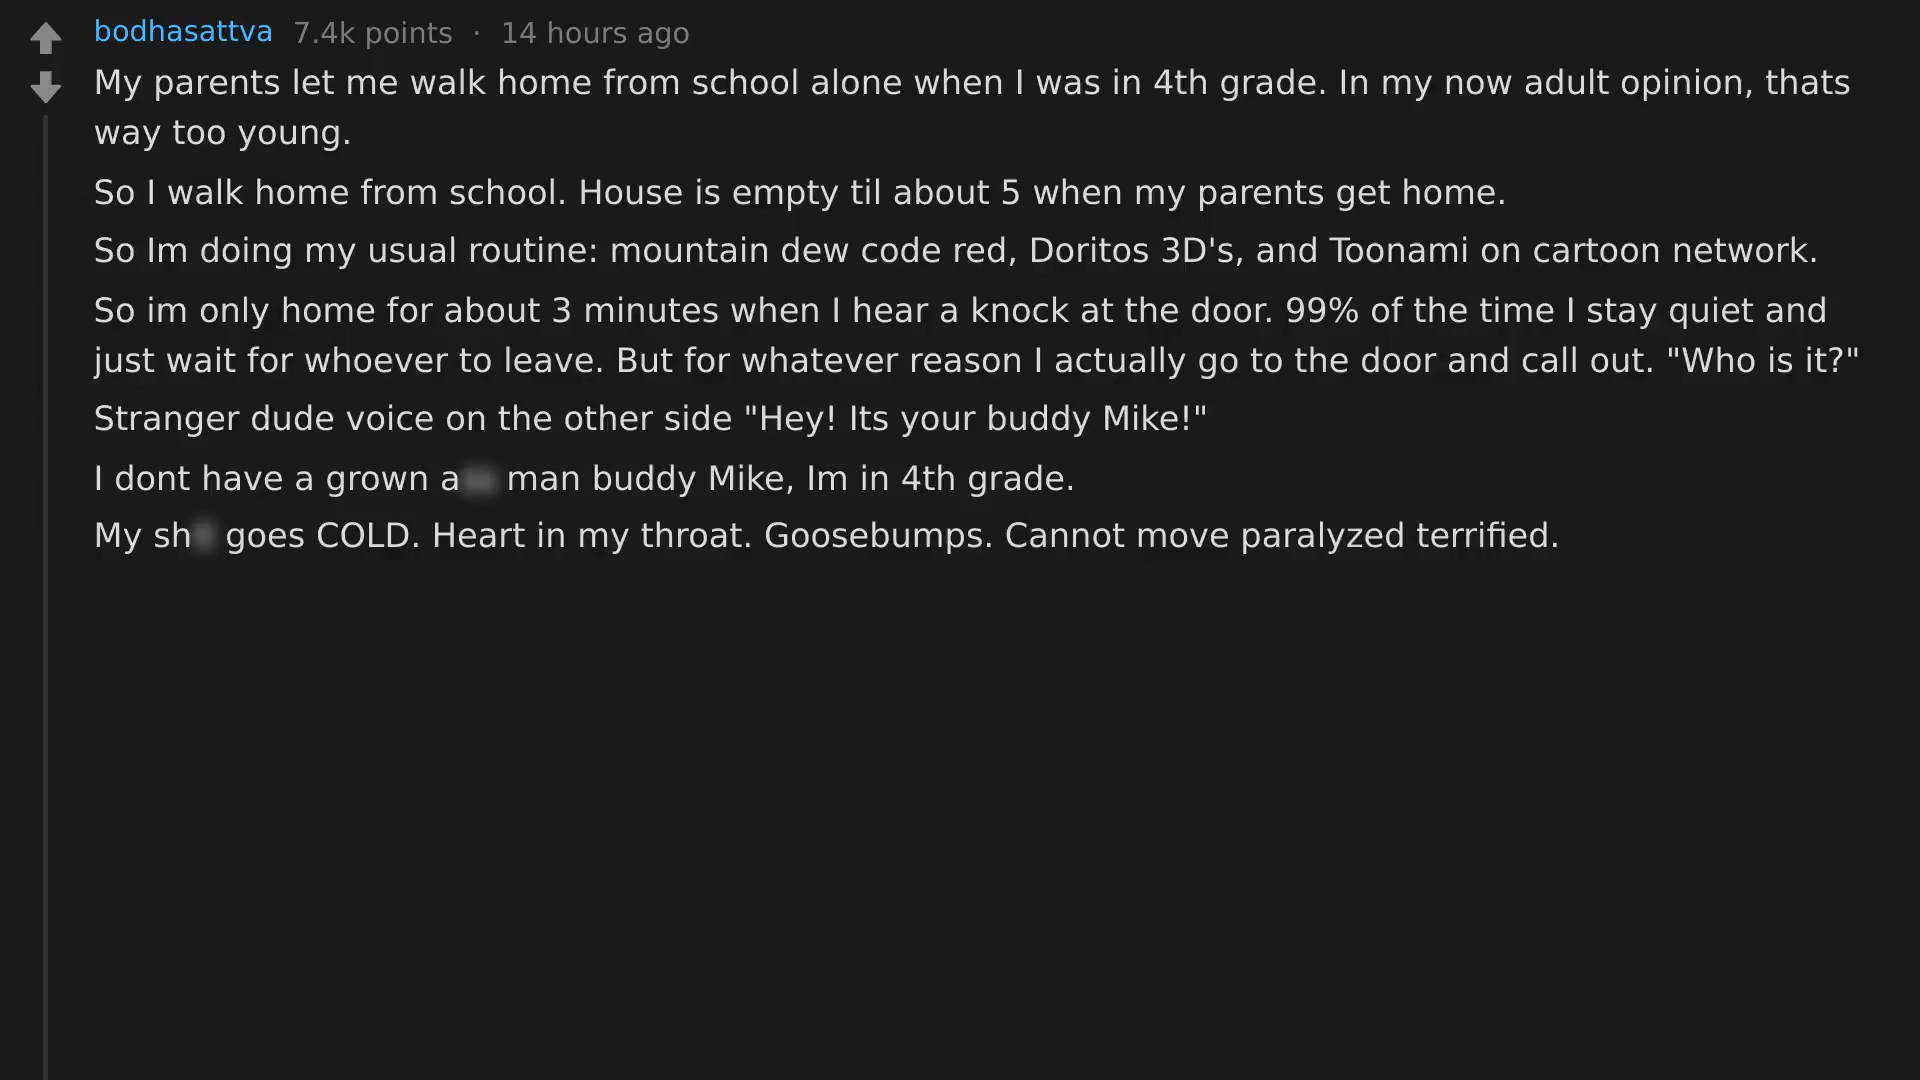 bodhasattva 7.4k points · 14 hours ago
My parents let me walk home from school alone when I was in 4th grade. In my now adult opinion, thats
way too young.
So I walk home from school. House is empty til about 5 when my parents get home.
So Im doing my usual routine: mountain dew code red, Doritos 3D's, and Toonami on cartoon network.
So im only home for about 3 minutes when I hear a knock at the door. 99% of the time I stay quiet and
just wait for whoever to leave. But for whatever reason I actually go to the door and call out. "Who is it?"
Stranger dude voice on the other side "Hey! Its your buddy Mike!"
I dont have a grown a man buddy Mike, Im in 4th grade.
My sh goes COLD. Heart in my throat. Goosebumps. Cannot move paralyzed terrified.